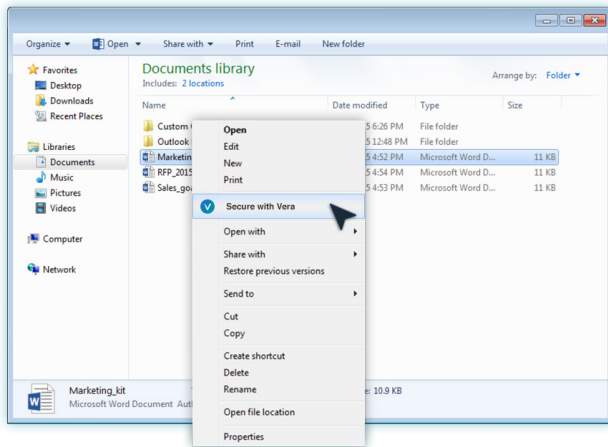 Organize Open Share with Print E-mail New folder
Documents library
Includes: 2 locations
Arrange by: Folder
Favorites
Desktop
Downloads
Recent Places
Libraries
Documents
Music
Pictures
Videos
Computer
Network
Name Date modified Type Size
Custom 5 6:26 PM File folder
Outlook 5 12:48 PM File folder
Marketin 5 4:52 PM Microsoft Word D... 11 KB
RFP_2015 5 4:54 PM Microsoft Word D... 11 KB
Sales_goa 5 4:53 PM Microsoft Word D... 11 KB
Open
Edit
New
Print
Secure with Vera
Open with
Share with
Restore previous versions
Send to
Cut
Copy
Create shortcut
Delete
Rename
Open file location
Properties
Marketing_kit
Microsoft Word Document Aut
e: 10.9 KB